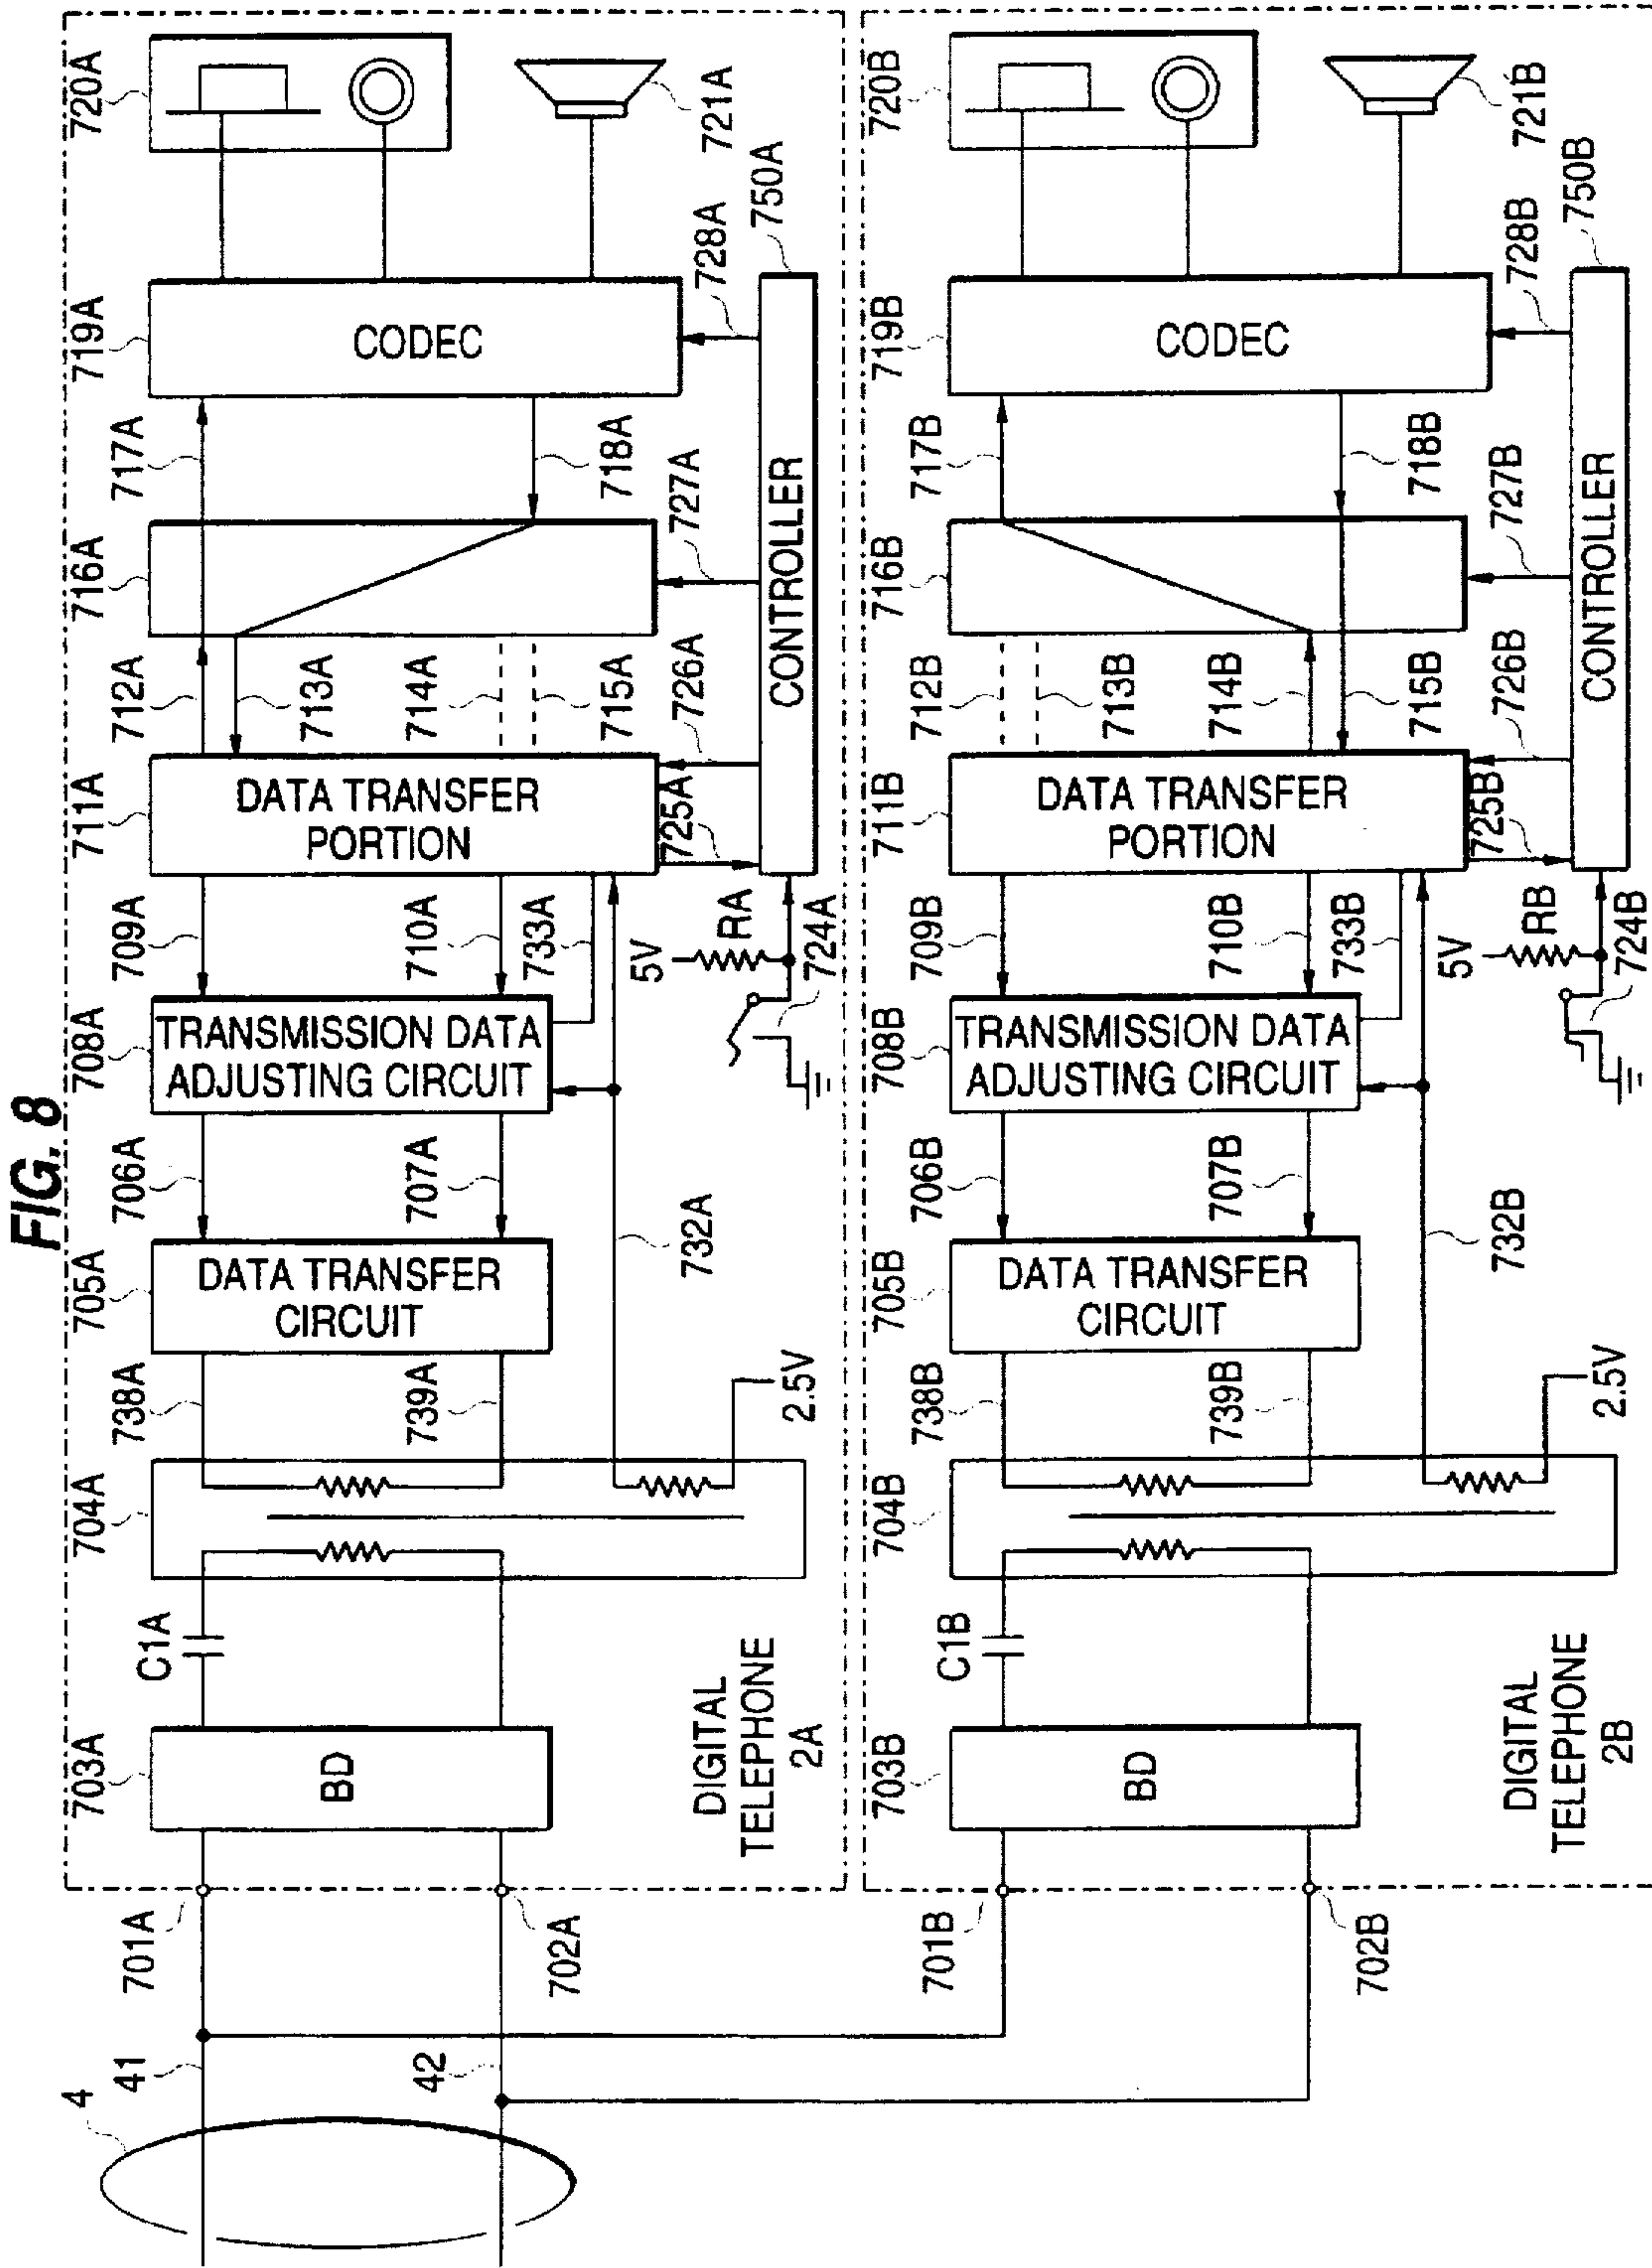 FIG. 8
4
41
42
701A
702A
703A
BD
C1A
704A
738A
739A
2.5V
705A
DATA TRANSFER
CIRCUIT
706A
707A
732A
708A
TRANSMISSION DATA
ADJUSTING CIRCUIT
709A
710A
733A
5V
RA
724A
711A
DATA TRANSFER
PORTION
725A
726A
712A
713A
714A
715A
716A
727A
717A
718A
719A
CODEC
728A
CONTROLLER
750A
720A
721A
DIGITAL
TELEPHONE
2A
701B
702B
703B
BD
C1B
704B
738B
739B
2.5V
705B
DATA TRANSFER
CIRCUIT
706B
707B
732B
708B
TRANSMISSION DATA
ADJUSTING CIRCUIT
709B
710B
733B
5V
RB
724B
711B
DATA TRANSFER
PORTION
725B
726B
712B
713B
714B
715B
716B
727B
717B
718B
719B
CODEC
728B
CONTROLLER
750B
720B
721B
DIGITAL
TELEPHONE
2B